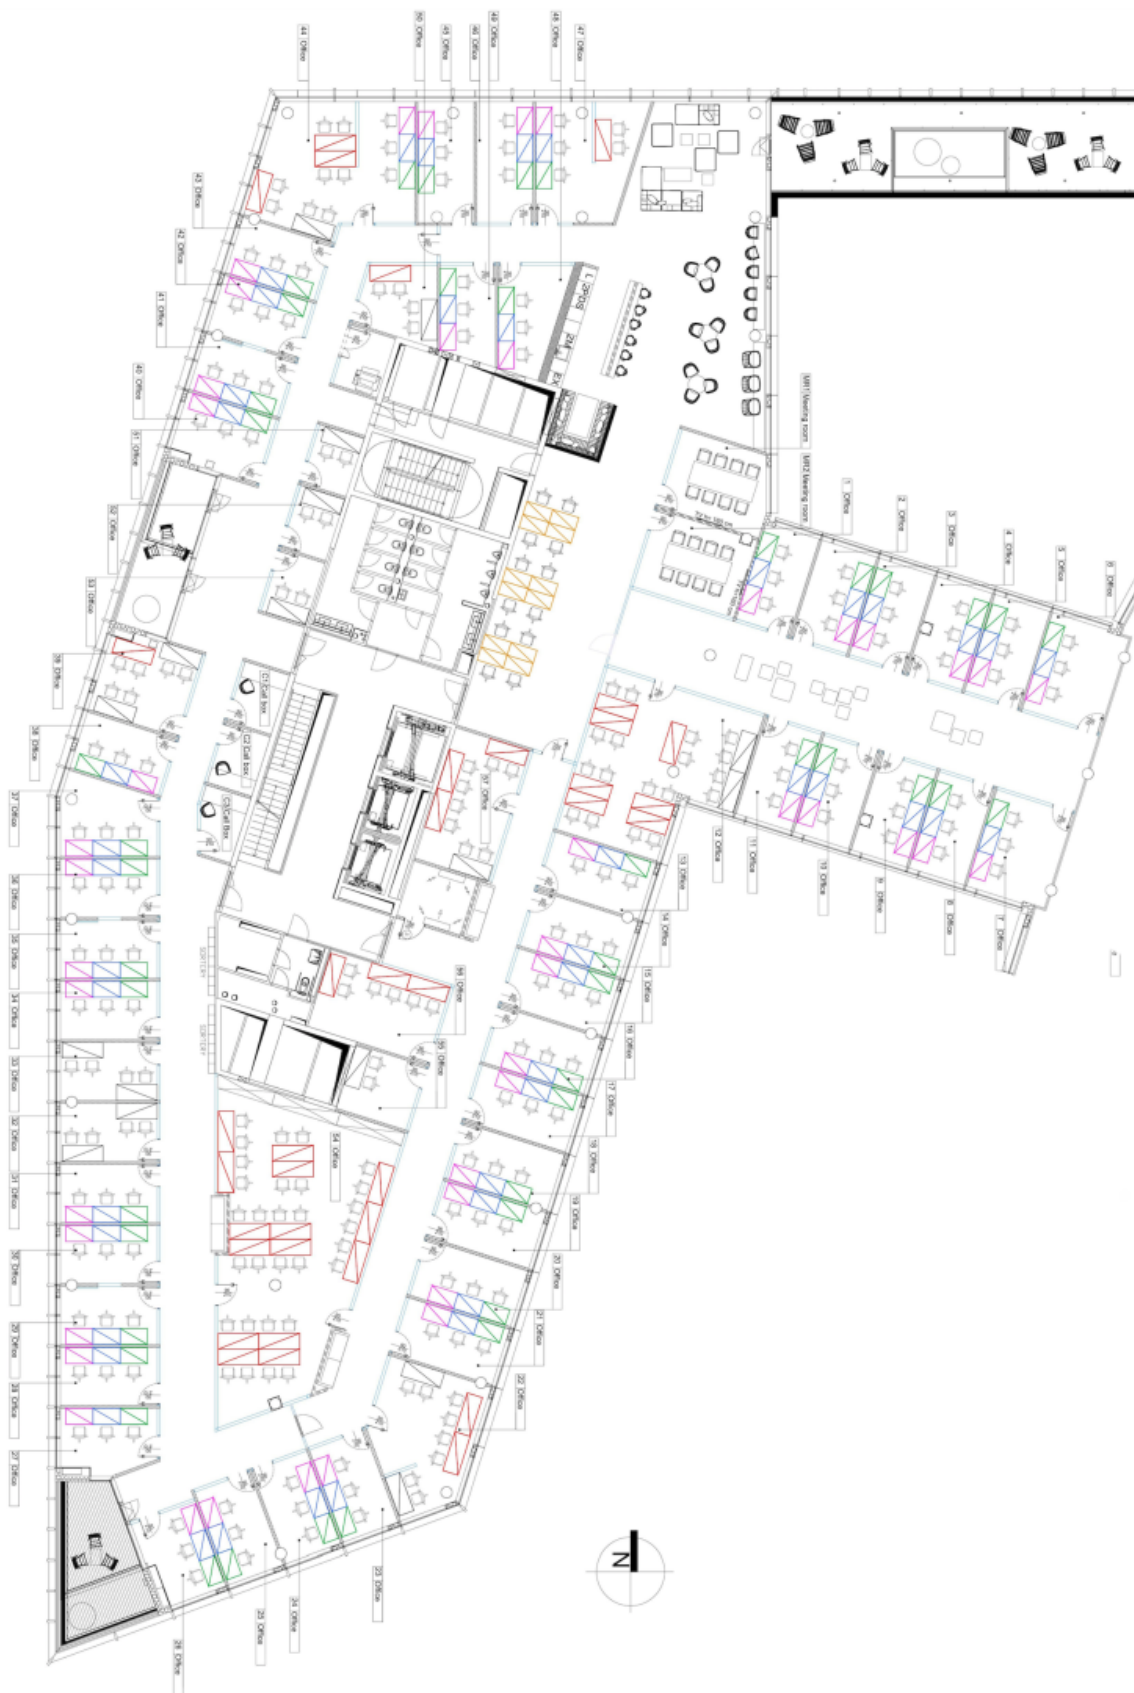 44 Office
50 Office
45 Office
46 Office
49 Office
48 Office
47 Office
43 Office
42 Office
41 Office
40 Office
51 Office
52 Office
53 Office
39 Office
38 Office
37 Office
36 Office
35 Office
34 Office
33 Office
32 Office
31 Office
30 Office
29 Office
28 Office
27 Office
26 Office
25 Office
24 Office
23 Office
22 Office
21 Office
20 Office
19 Office
18 Office
17 Office
16 Office
15 Office
14 Office
13 Office
12 Office
11 Office
10 Office
9 Office
8 Office
7 Office
6 Office
5 Office
4 Office
3 Office
2 Office
1 Office
MR1 Meeting room
MR2 Meeting room
C1 Call box
C2 Call box
C3 Call Box
57 Office
56 Office
55 Office
54 Office
N